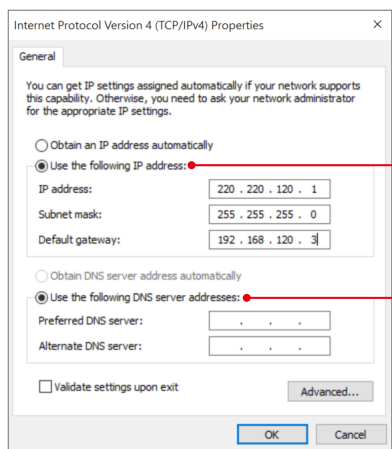 Internet Protocol Version 4 (TCP/IPv4) Properties
General
You can get IP settings assigned automatically if your network supports
this capability. Otherwise, you need to ask your network administrator
for the appropriate IP settings.
Obtain an IP address automatically
Use the following IP address:
IP address: 220 . 220 . 120 . 1
Subnet mask: 255 . 255 . 255 . 0
Default gateway: 192 . 168 . 120 . 3
Obtain DNS server address automatically
Use the following DNS server addresses:
Preferred DNS server: . . .
Alternate DNS server: . . .
Validate settings upon exit
Advanced...
OK Cancel